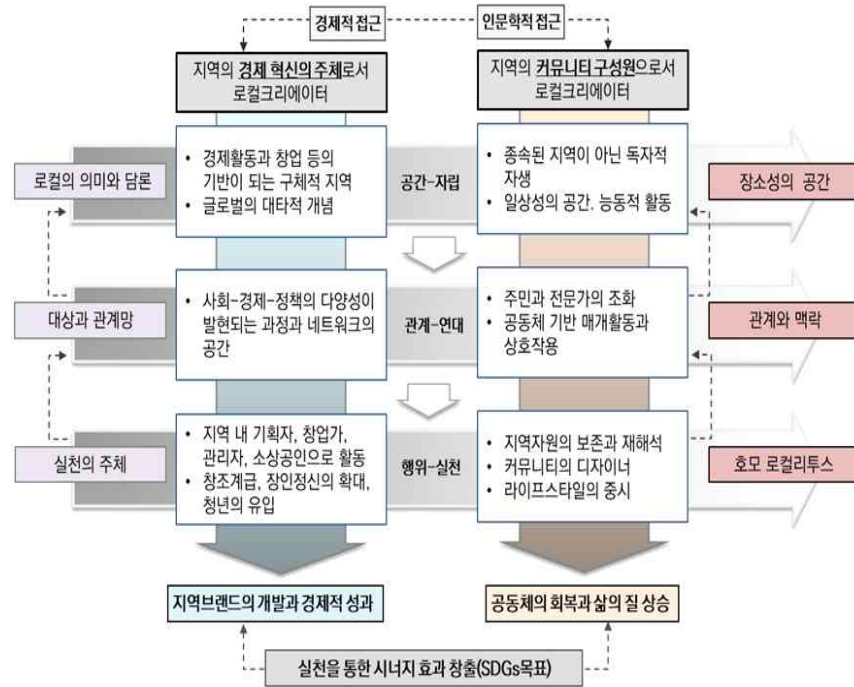 경제적 접근
인문학적 접근
지역의 경제 혁신의 주체로서
로컬크리에이터
지역의 커뮤니티 구성원으로서
로컬크리에이터
로컬의 의미와 담론
• 경제활동과 창업 등의
기반이 되는 구체적 지역
• 글로벌의 대타적 개념
공간-자립
• 종속된 지역이 아닌 독자적
자생
• 일상성의 공간. 능동적 활동
장소성의 공간
대상과 관계망
• 사회-경제-정책의 다양성이
발현되는 과정과 네트워크의
공간
관계-연대
• 주민과 전문가의 조화
• 공동체 기반 매개활동과
상호작용
관계와 맥락
실천의 주체
• 지역 내 기획자, 창업가,
관리자, 소상공인으로 활동
• 창조계급, 장인정신의 확대,
청년의 유입
행위-실천
• 지역자원의 보존과 재해석
• 커뮤니티의 디자이너
• 라이프스타일의 중시
호모 로컬리투스
지역브랜드의 개발과 경제적 성과
공동체의 회복과 삶의 질 상승
실천을 통한 시너지 효과 창출(SDGs목표)